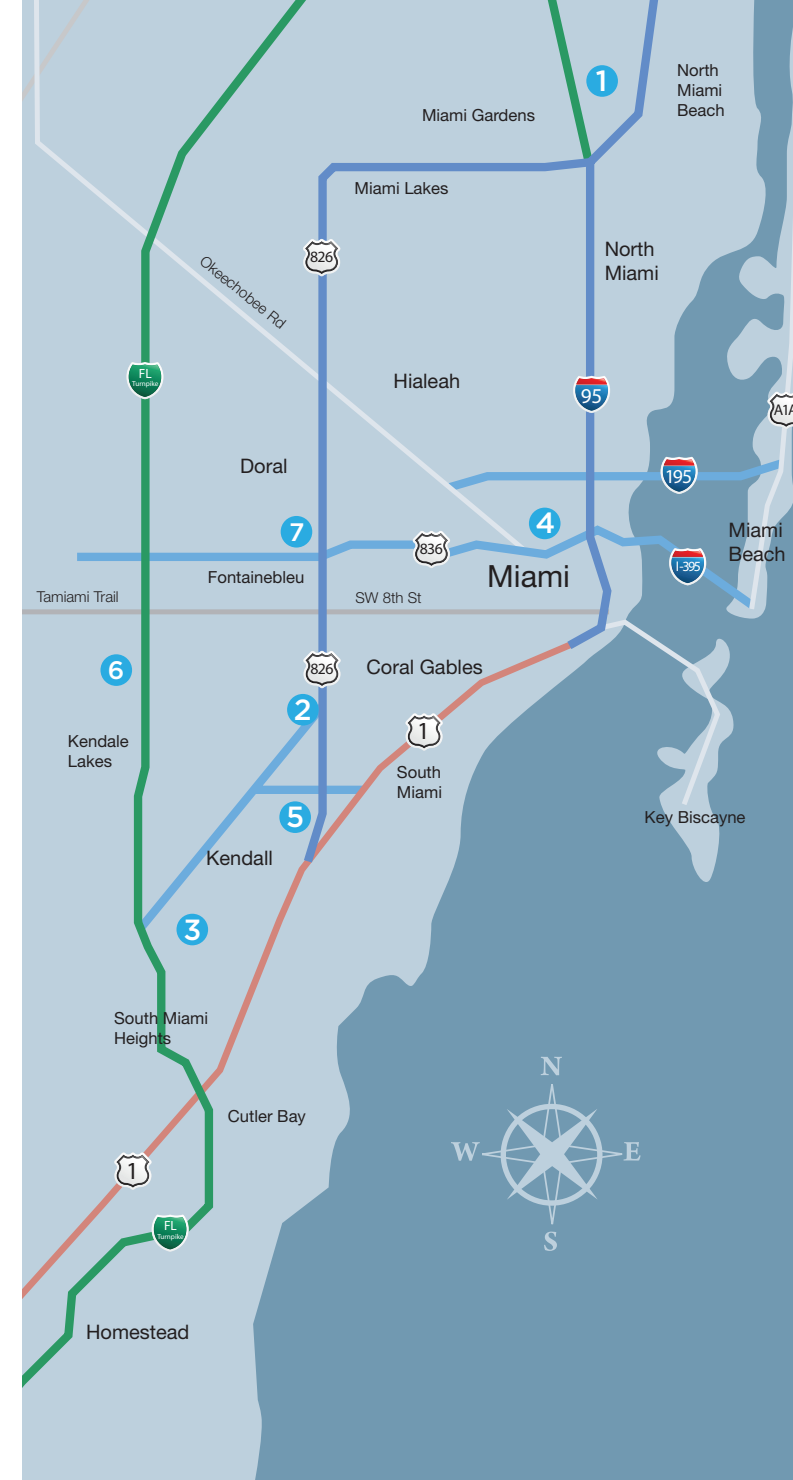 1
North
Miami
Beach
Miami Gardens
Miami Lakes
826
North
Miami
Okeechobee Rd
FL
Turnpike
Hialeah
95
A1A
Doral
195
7
4
836
Miami
Beach
Miami
I-395
Fontainebleu
Tamiami Trail
SW 8th St
6
826
Coral Gables
2
1
Kendale
Lakes
South
Miami
5
Key Biscayne
Kendall
3
South Miami
Heights
N
Cutler Bay
W
E
1
FL
Turnpike
S
Homestead